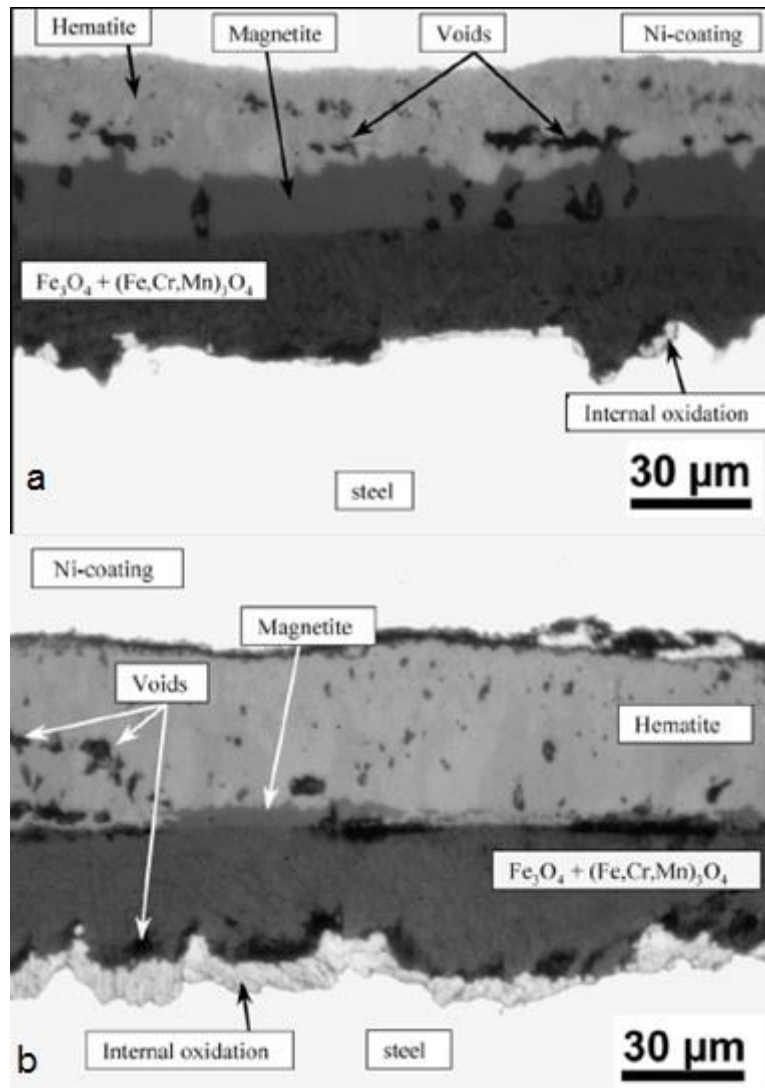 Hematite Magnetite Voids Ni-coating
Fe₃O₄ + (Fe,Cr,Mn)₃O₄
Internal oxidation
a steel 30 µm
Ni-coating
Magnetite
Voids
Hematite
Fe₃O₄ + (Fe,Cr,Mn)₃O₄
b Internal oxidation steel 30 µm